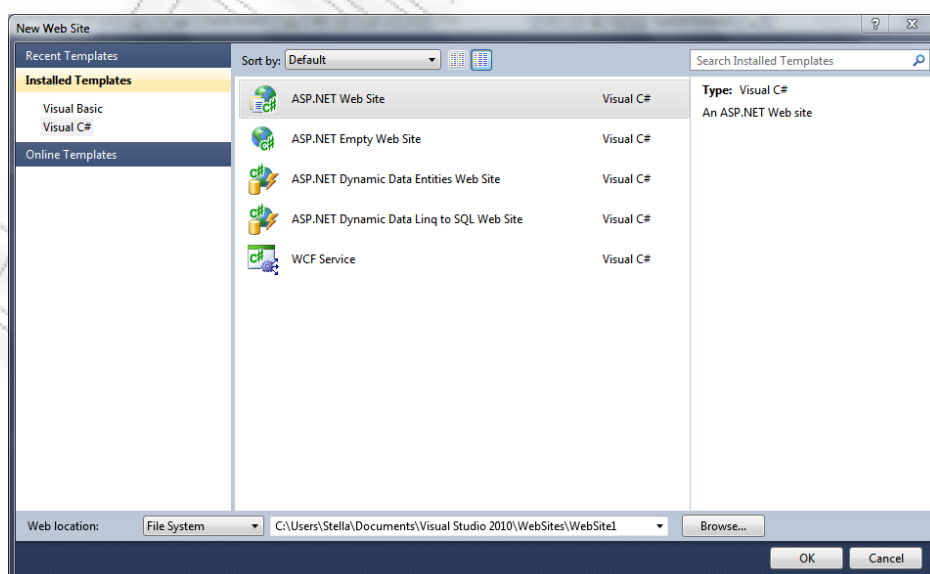 New Web Site
Recent Templates
Installed Templates
Visual Basic
Visual C#
Online Templates
Sort by: Default
ASP.NET Web Site Visual C#
ASP.NET Empty Web Site Visual C#
ASP.NET Dynamic Data Entities Web Site Visual C#
ASP.NET Dynamic Data Linq to SQL Web Site Visual C#
WCF Service Visual C#
Search Installed Templates
Type: Visual C#
An ASP.NET Web site
Web location: File System C:\Users\Stella\Documents\Visual Studio 2010\WebSites\WebSite1 Browse...
OK Cancel